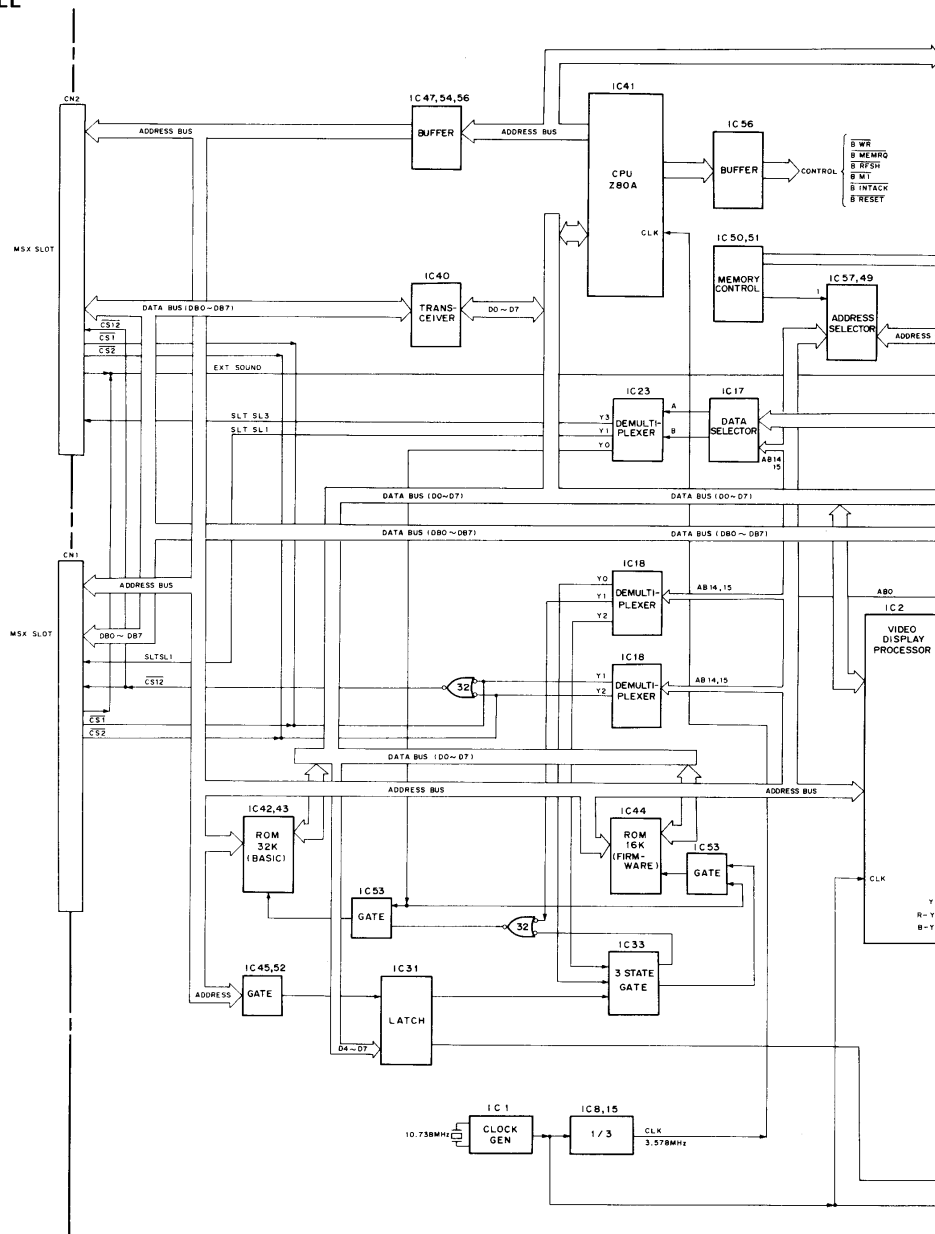 CN2
IC47,54,56
IC41
ADDRESS BUS
BUFFER
ADDRESS BUS
CPU
Z80A
CLK
IC56
BUFFER
CONTROL
B WR
B MEMRQ
B RFSH
B M1
B INTACK
B RESET
MSX SLOT
IC50,51
MEMORY
CONTROL
1
IC57,49
ADDRESS
SELECTOR
ADDRESS
IC40
DATA BUS (DB0~DB7)
TRANS-
CEIVER
D0~D7
CS12
CS1
CS2
EXT SOUND
IC23
IC17
SLT SL3
SLT SL1
Y3
Y1
Y0
DEMULTI-
PLEXER
A
B
DATA
SELECTOR
AB14
15
DATA BUS (D0~D7)
DATA BUS (D0~D7)
DATA BUS (DB0~DB7)
DATA BUS (DB0~DB7)
CN1
IC18
Y0
Y1
Y2
DEMULTI-
PLEXER
AB14,15
ADDRESS BUS
AB0
IC2
VIDEO
DISPLAY
PROCESSOR
MSX SLOT
DB0~DB7
SLTSL1
CS12
32
IC18
Y1
Y2
DEMULTI-
PLEXER
AB14,15
CS1
CS2
DATA BUS (D0~D7)
ADDRESS BUS
ADDRESS BUS
IC42,43
ROM
32K
(BASIC)
IC44
ROM
16K
(FIRM-
WARE)
IC53
GATE
CLK
IC53
GATE
32
Y
R-Y
B-Y
IC33
3 STATE
GATE
IC45,52
ADDRESS
GATE
IC31
LATCH
D4~D7
IC1
10.738MHz
CLOCK
GEN
IC8,15
1/3
CLK
3.578MHz